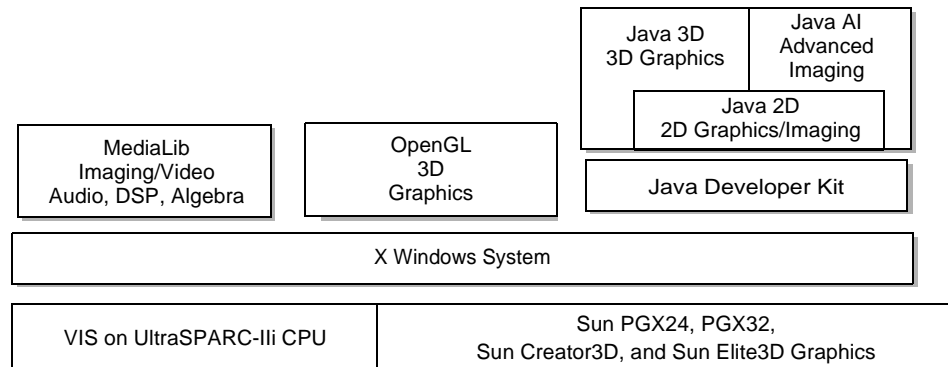 Java 3D
3D Graphics
Java AI
Advanced
Imaging
Java 2D
2D Graphics/Imaging
MediaLib
Imaging/Video
Audio, DSP, Algebra
OpenGL
3D
Graphics
Java Developer Kit
X Windows System
VIS on UltraSPARC-IIi CPU
Sun PGX24, PGX32,
Sun Creator3D, and Sun Elite3D Graphics